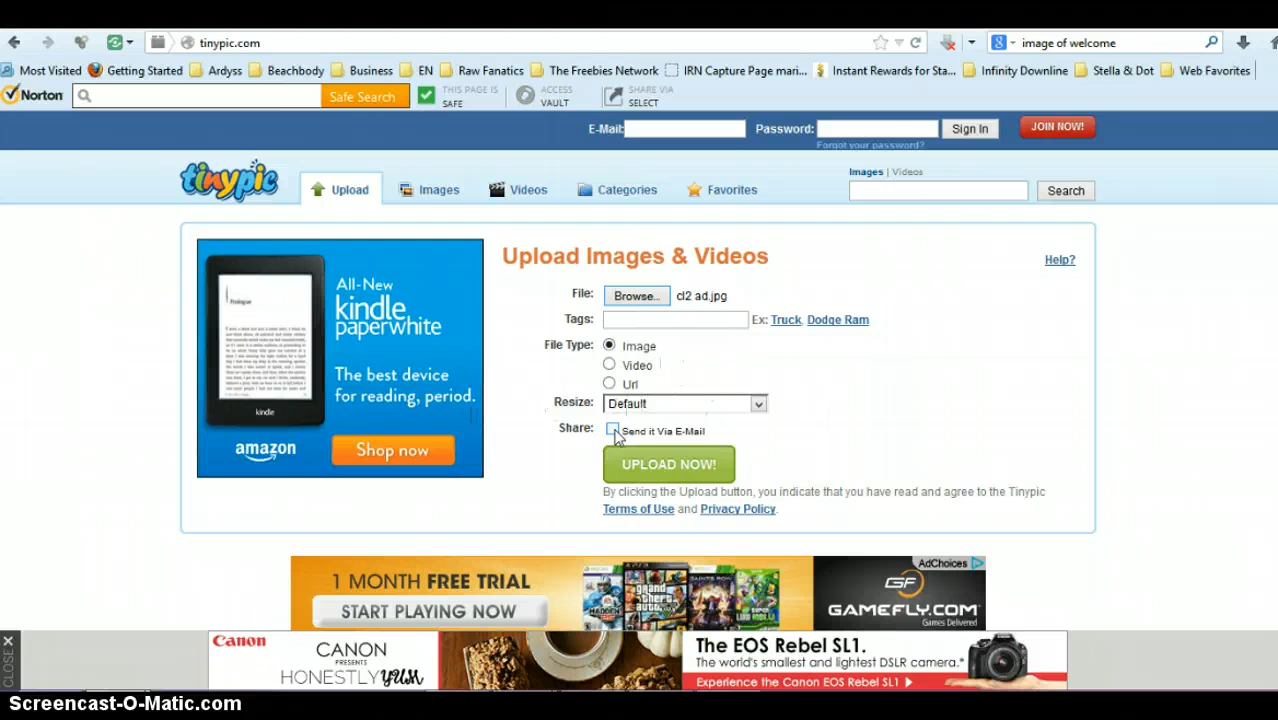 tinypic.com
image of welcome
Most Visited Getting Started Ardyss Beachbody Business EN Raw Fanatics The Freebies Network IRN Capture Page mari... Instant Rewards for Sta... Infinity Downline Stella & Dot Web Favorites
Norton Safe Search THIS PAGE IS SAFE ACCESS VAULT SHARE VIA SELECT
E-Mail: Password: Sign In JOIN NOW!
Forgot your password?
tinypic Upload Images Videos Categories Favorites
Images | Videos
Search
Upload Images & Videos
Help?
File: Browse... cl2 ad.jpg
Tags: Ex: Truck, Dodge Ram
File Type: Image
Video
Url
Resize: Default
Share: Send it Via E-Mail
UPLOAD NOW!
By clicking the Upload button, you indicate that you have read and agree to the Tinypic
Terms of Use and Privacy Policy.
Prologue
kindle
All-New
kindle
paperwhite
The best device
for reading, period.
amazon
Shop now
1 MONTH FREE TRIAL
START PLAYING NOW
MADDEN
SAINTS ROW
AdChoices
GF
GAMEFLY.COM
Games Delivered
CLOSE
Canon
CANON
PRESENTS
HONESTLY YUM
The EOS Rebel SL1.
The world's smallest and lightest DSLR camera.*
Experience the Canon EOS Rebel SL1
Screencast-O-Matic.com